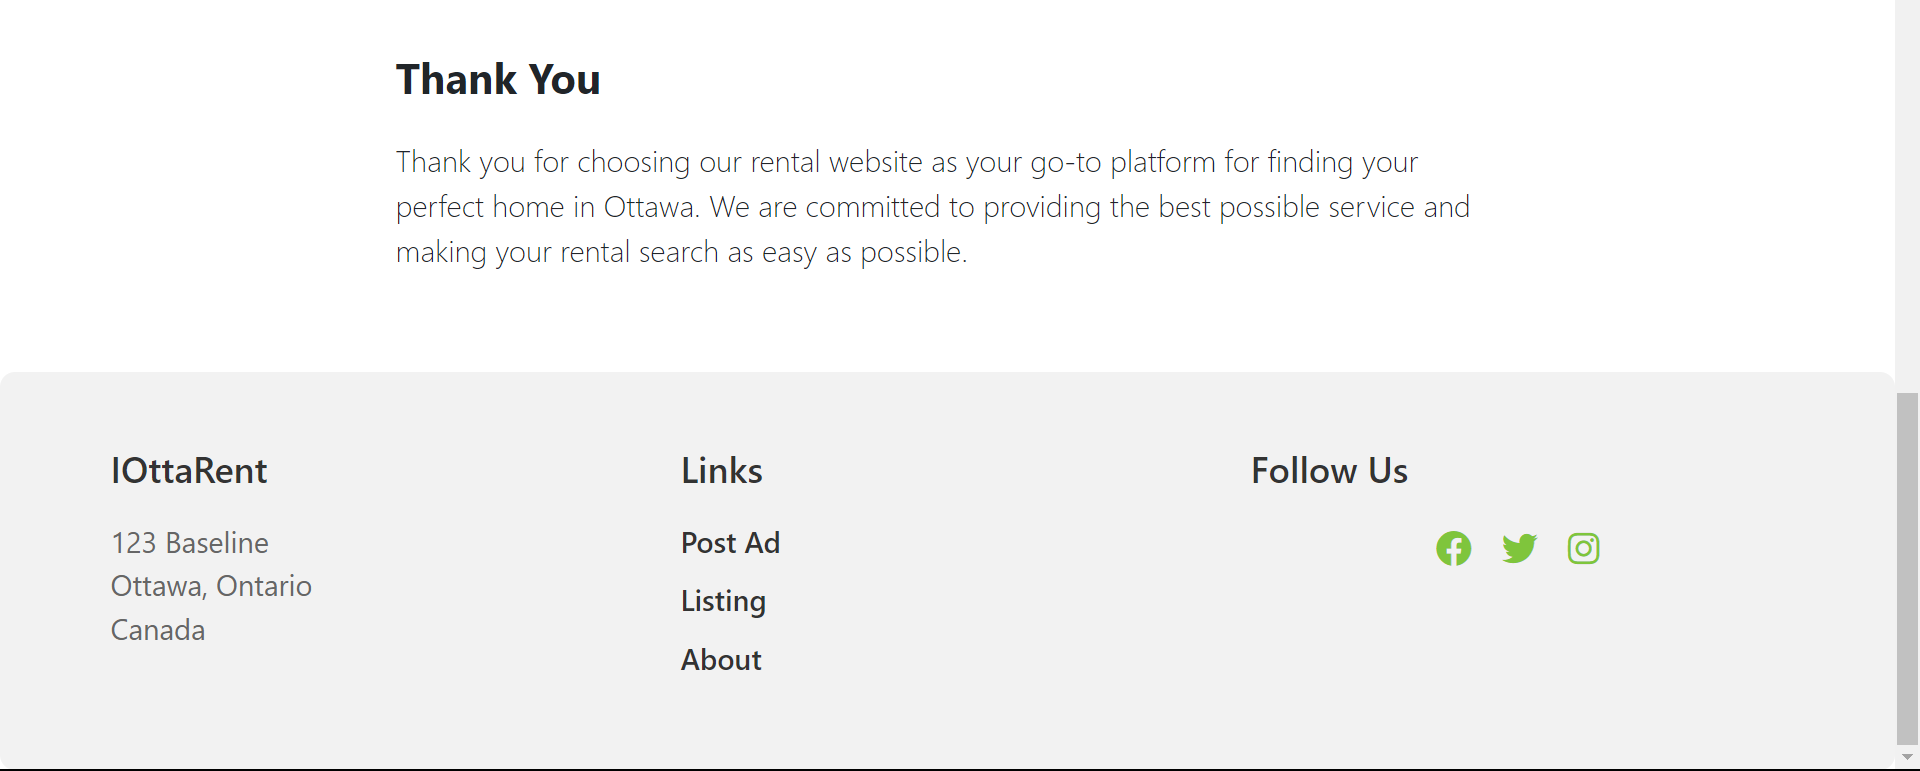 Thank You
Thank you for choosing our rental website as your go-to platform for finding your
perfect home in Ottawa. We are committed to providing the best possible service and
making your rental search as easy as possible.
IOttaRent
123 Baseline
Ottawa, Ontario
Canada
Links
Post Ad
Listing
About
Follow Us